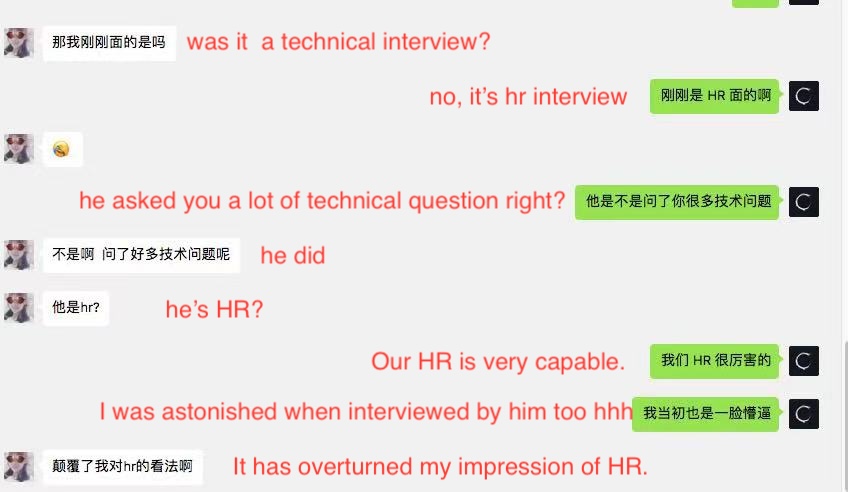 那我刚刚面的是吗 was it a technical interview?
no, it's hr interview 刚刚是 HR 面的啊
he asked you a lot of technical question right? 他是不是问了你很多技术问题
不是啊 问了好多技术问题呢 he did
他是hr? he's HR?
Our HR is very capable. 我们 HR 很厉害的
I was astonished when interviewed by him too hhh 我当初也是一脸懵逼
颠覆了我对hr的看法啊 It has overturned my impression of HR.